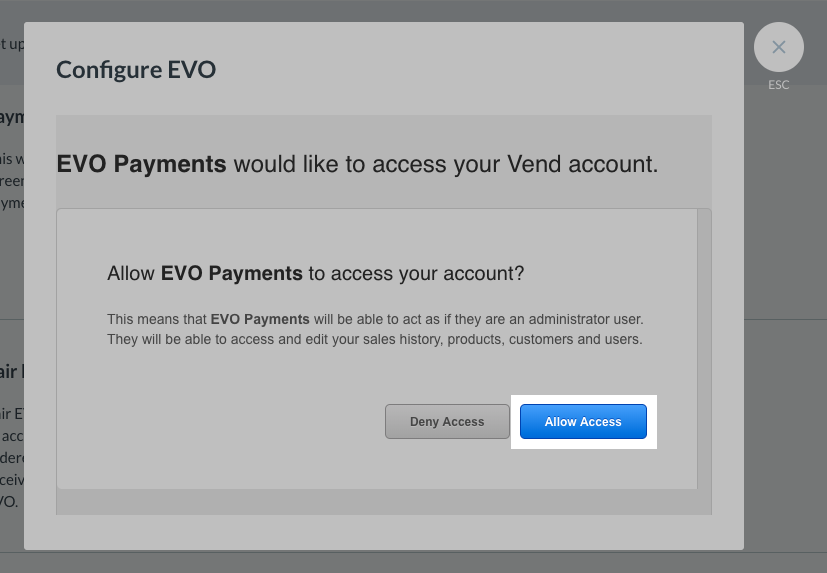 t up
Configure EVO
ESC
EVO Payments would like to access your Vend account.
Allow EVO Payments to access your account?
This means that EVO Payments will be able to act as if they are an administrator user.
They will be able to access and edit your sales history, products, customers and users.
Deny Access
Allow Access
aym
his w
reen
yme
air
air E
acc
dere
ceiv
VO.